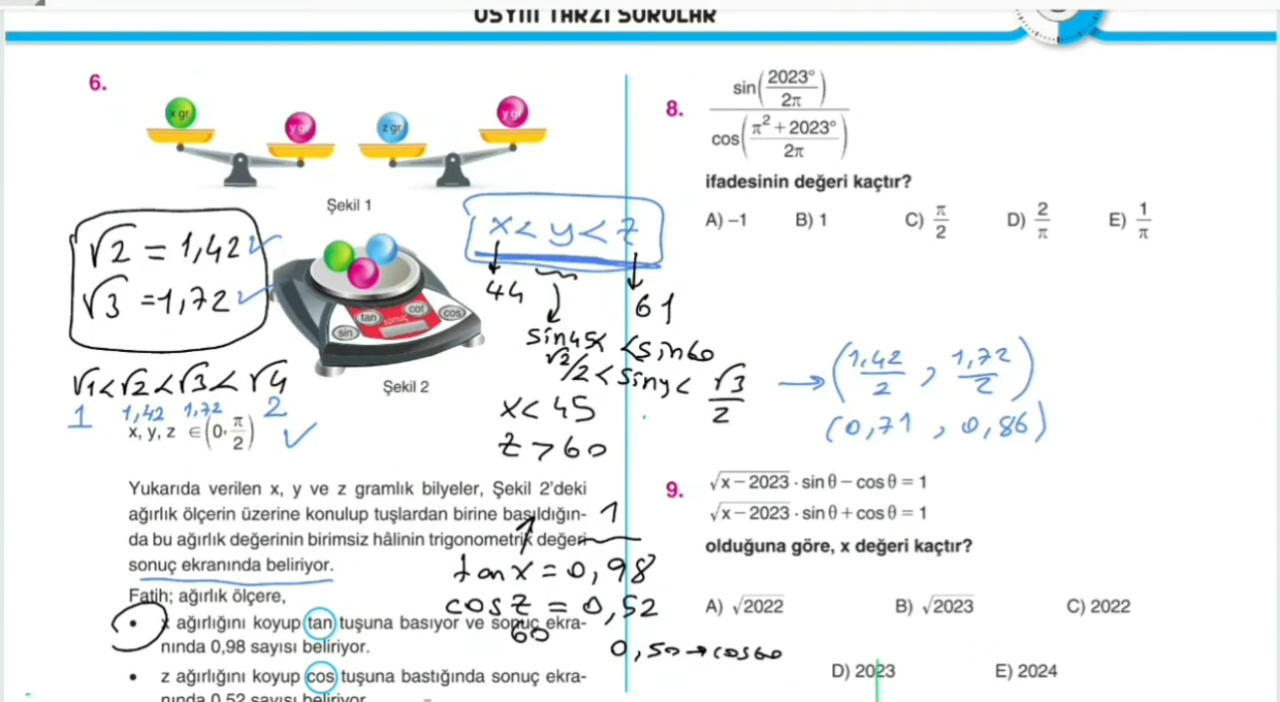 ÖSYM TARZI SORULAR
6.
x gr
y gr
z gr
y gr
Şekil 1
√2 = 1,42
√3 = 1,72
√1 < √2 < √3 < √4
1 1,42 1,72 2
x < y < z
44
61
sin tan sonuç cot cos
Şekil 2
sin45 < < sin60
√2/2 < siny < √3/2
x < 45
z > 60
→ (1,42/2 , 1,72/2)
(0,71 , 0,86)
x, y, z ∈ (0, π/2)
Yukarıda verilen x, y ve z gramlık bilyeler, Şekil 2'deki
ağırlık ölçerin üzerine konulup tuşlardan birine basıldığın-
da bu ağırlık değerinin birimsiz hâlinin trigonometrik değeri
sonuç ekranında beliriyor.
1
tanx = 0,98
cosz = 0,52
60
0,50 → cos60
Fatih; ağırlık ölçere,
• x ağırlığını koyup tan tuşuna basıyor ve sonuç ekra-
nında 0,98 sayısı beliriyor.
• z ağırlığını koyup cos tuşuna bastığında sonuç ekra-
nında 0,52 sayısı beliriyor.
8.
sin(2023°/2π)
cos((π² + 2023°)/2π)
ifadesinin değeri kaçtır?
A) –1 B) 1 C) π/2 D) 2/π E) 1/π
9.
√x – 2023 · sin θ – cos θ = 1
√x – 2023 · sin θ + cos θ = 1
olduğuna göre, x değeri kaçtır?
A) √2022 B) √2023 C) 2022
D) 2023 E) 2024